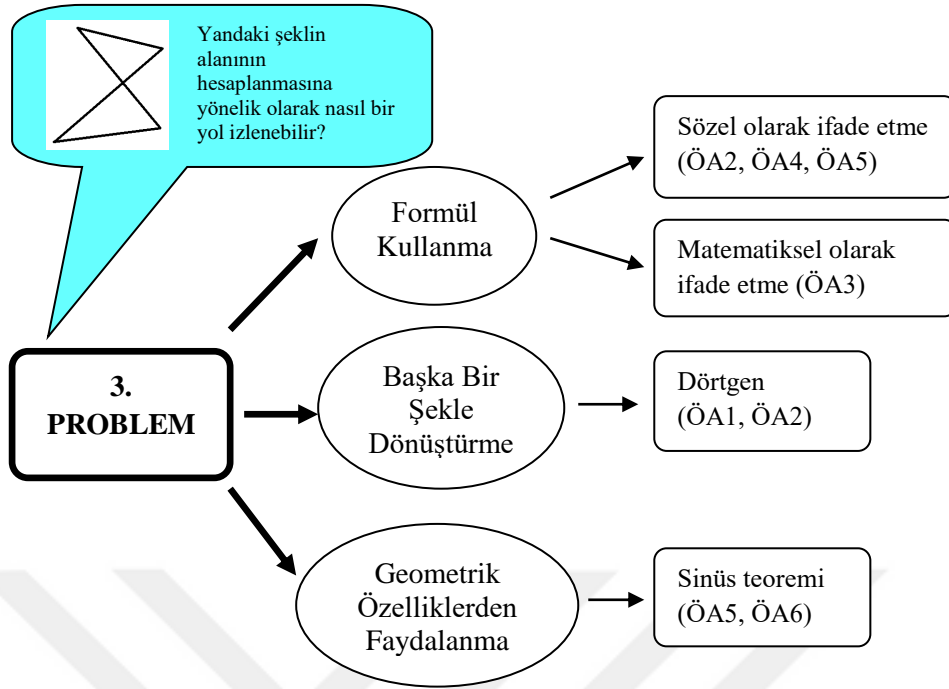 Yandaki şeklin
alanının
hesaplanmasına
yönelik olarak nasıl bir
yol izlenebilir?
Sözel olarak ifade etme
(ÖA2, ÖA4, ÖA5)
Formül
Kullanma
Matematiksel olarak
ifade etme (ÖA3)
3.
PROBLEM
Başka Bir
Şekle
Dönüştürme
Dörtgen
(ÖA1, ÖA2)
Geometrik
Özelliklerden
Faydalanma
Sinüs teoremi
(ÖA5, ÖA6)